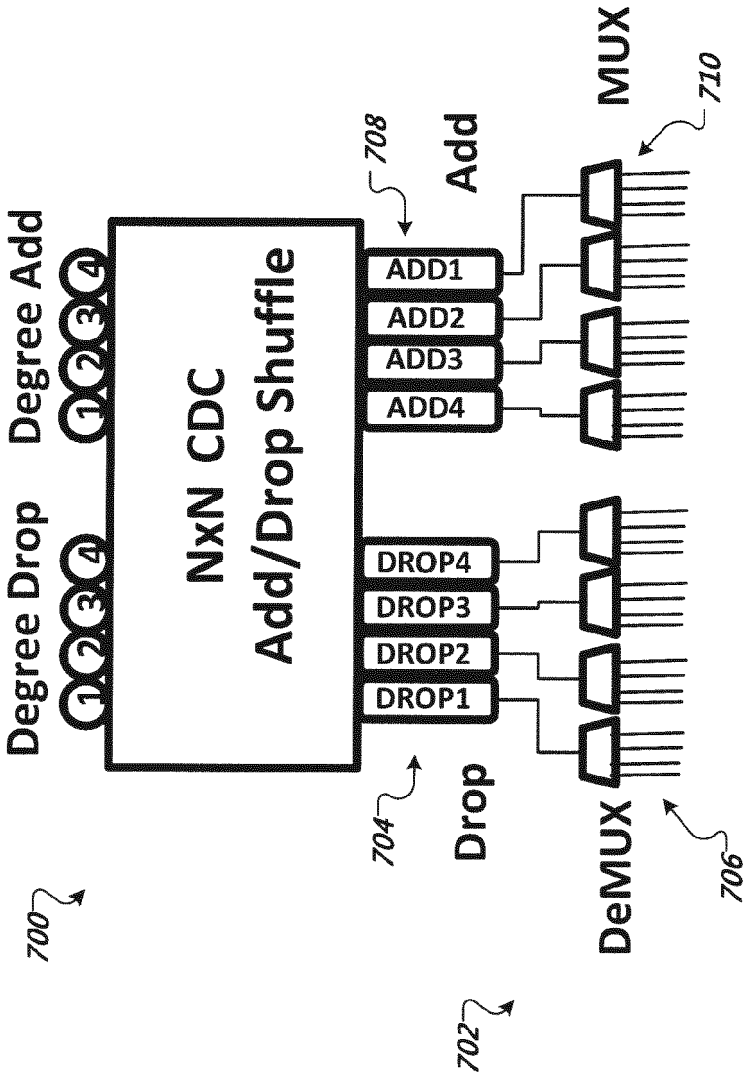 700
Degree Drop
Degree Add
1 2 3 4
1 2 3 4
NxN CDC
Add/Drop Shuffle
702
704
Drop
DROP1
DROP2
DROP3
DROP4
ADD4
ADD3
ADD2
ADD1
708
Add
DeMUX
MUX
706
710